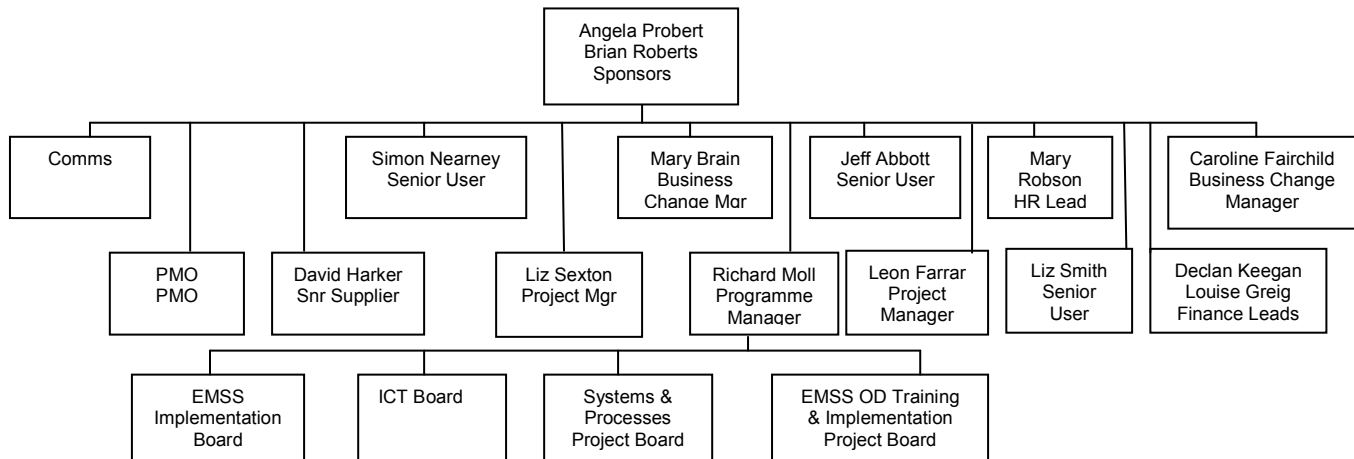 Angela Probert
Brian Roberts
Sponsors
Comms
Simon Nearney
Senior User
Mary Brain
Business
Change Mgr
Jeff Abbott
Senior User
Mary
Robson
HR Lead
Caroline Fairchild
Business Change
Manager
PMO
PMO
David Harker
Snr Supplier
Liz Sexton
Project Mgr
Richard Moll
Programme
Manager
Leon Farrar
Project
Manager
Liz Smith
Senior
User
Declan Keegan
Louise Greig
Finance Leads
EMSS
Implementation
Board
ICT Board
Systems &
Processes
Project Board
EMSS OD Training
& Implementation
Project Board